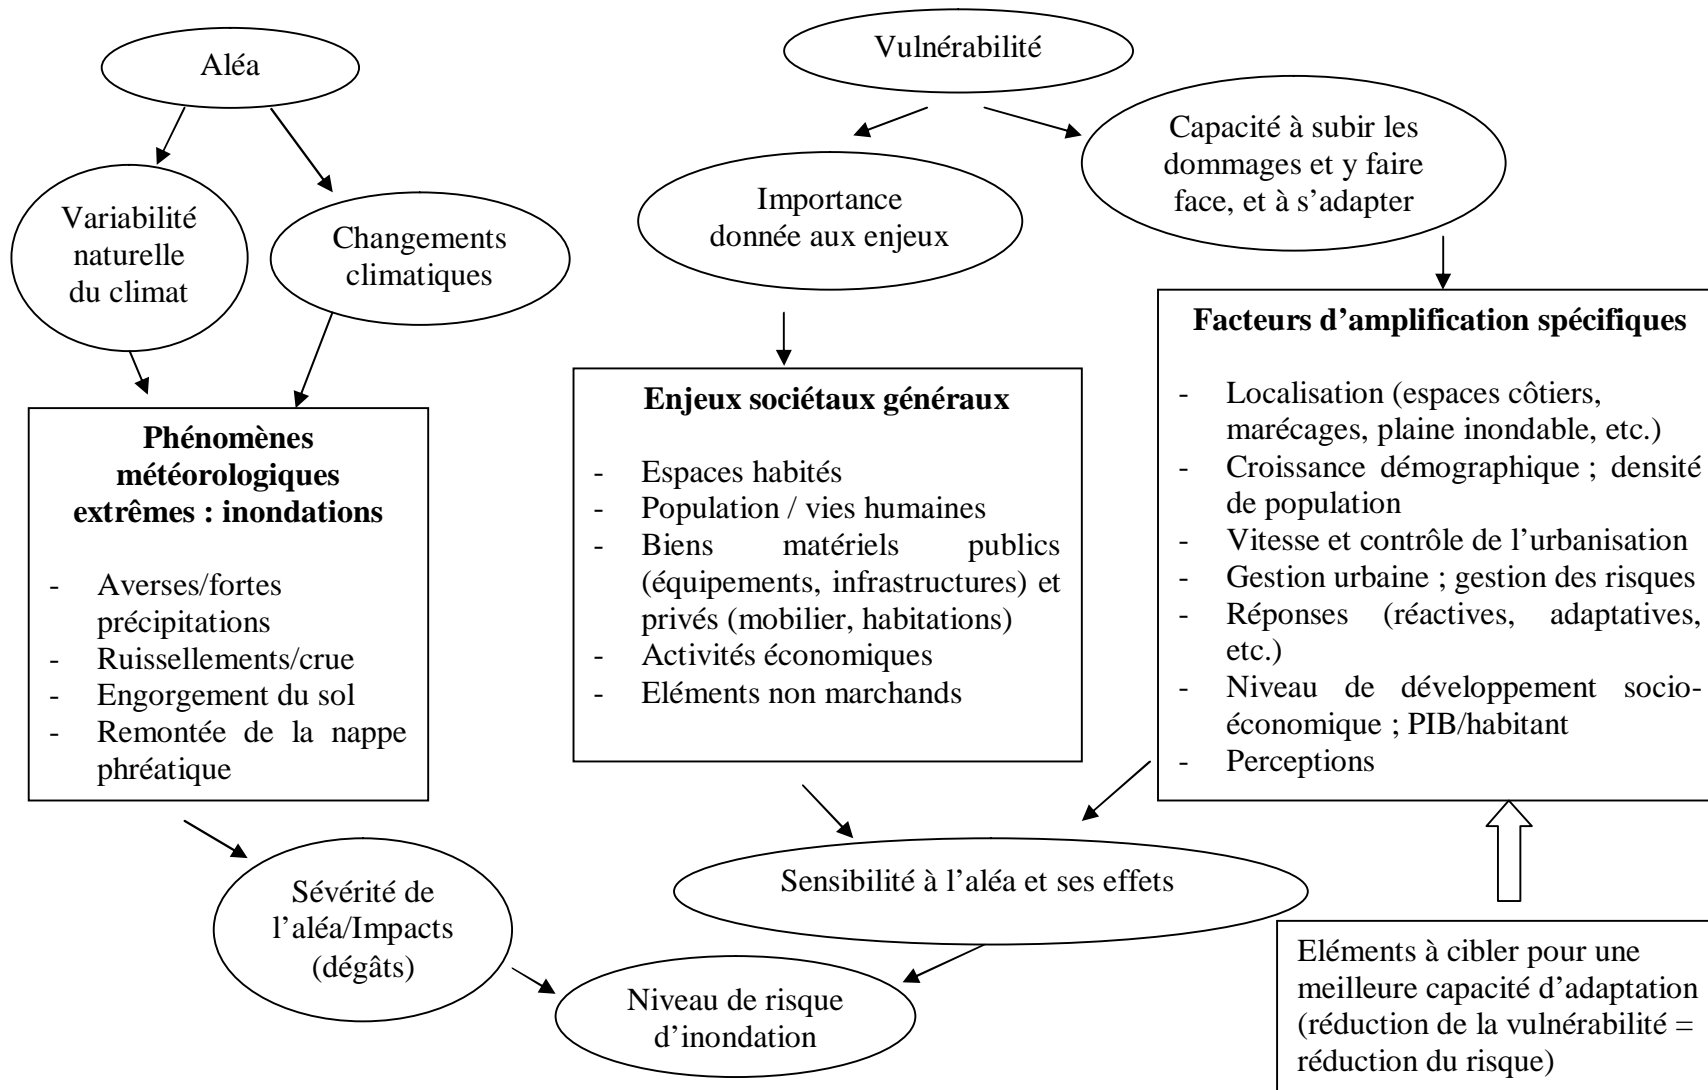 Aléa
Vulnérabilité
Variabilité
naturelle
du climat
Changements
climatiques
Importance
donnée aux enjeux
Capacité à subir les
dommages et y faire
face, et à s’adapter
Phénomènes
météorologiques
extrêmes : inondations
- Averses/fortes
précipitations
- Ruissellements/crue
- Engorgement du sol
- Remontée de la nappe
phréatique
Enjeux sociétaux généraux
- Espaces habités
- Population / vies humaines
- Biens matériels publics
(équipements, infrastructures) et
privés (mobilier, habitations)
- Activités économiques
- Eléments non marchands
Facteurs d’amplification spécifiques
- Localisation (espaces côtiers,
marécages, plaine inondable, etc.)
- Croissance démographique ; densité
de population
- Vitesse et contrôle de l’urbanisation
- Gestion urbaine ; gestion des risques
- Réponses (réactives, adaptatives,
etc.)
- Niveau de développement socio-
économique ; PIB/habitant
- Perceptions
Sévérité de
l’aléa/Impacts
(dégâts)
Sensibilité à l’aléa et ses effets
Niveau de risque
d’inondation
Eléments à cibler pour une
meilleure capacité d’adaptation
(réduction de la vulnérabilité =
réduction du risque)